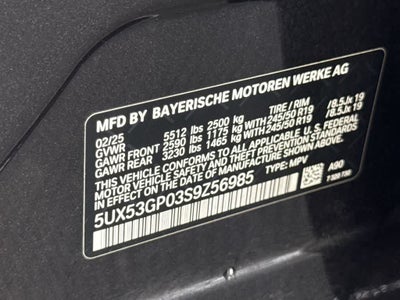 MFD BY BAYERISCHE MOTOREN WERKE AG
02/25 TIRE / RIM
GVWR 5512 lbs 2500 kg
GAWR FRONT 2590 lbs 1175 kg 245/50 R19 /8.5Jx 19
GAWR REAR 3230 lbs 1465 kg 245/50 R19 /8.5Jx 19
THIS VEHICLE CONFORMS TO ALL APPLICABLE U.S. FEDERAL
MOTOR VEHICLE SAFETY AND THEFT PREVENTION STANDARDS
IN EFFECT ON THE DATE OF MANUFACTURE SHOWN ABOVE.
5UX53GP03S9Z56985 TYPE: MPV A90